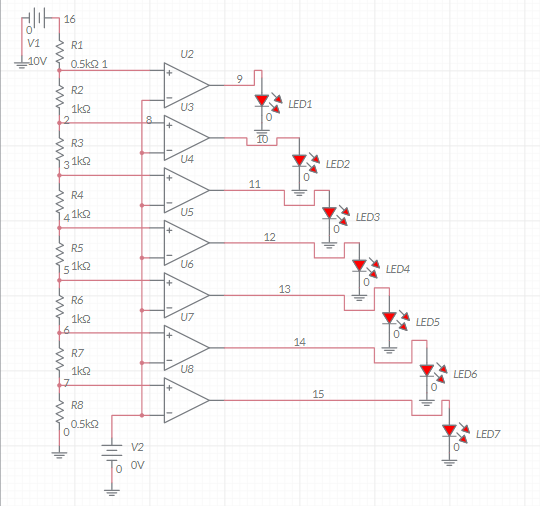 16
0
V1
10V
R1
0.5kΩ 1
U2
9
LED1
0
R2
1kΩ
U3
2
8
10
R3
1kΩ
U4
LED2
0
3
11
R4
1kΩ
U5
LED3
0
4
12
R5
1kΩ
U6
LED4
0
5
13
R6
1kΩ
U7
LED5
0
6
14
R7
1kΩ
U8
LED6
0
7
15
R8
0.5kΩ
0
LED7
0
V2
0V
0